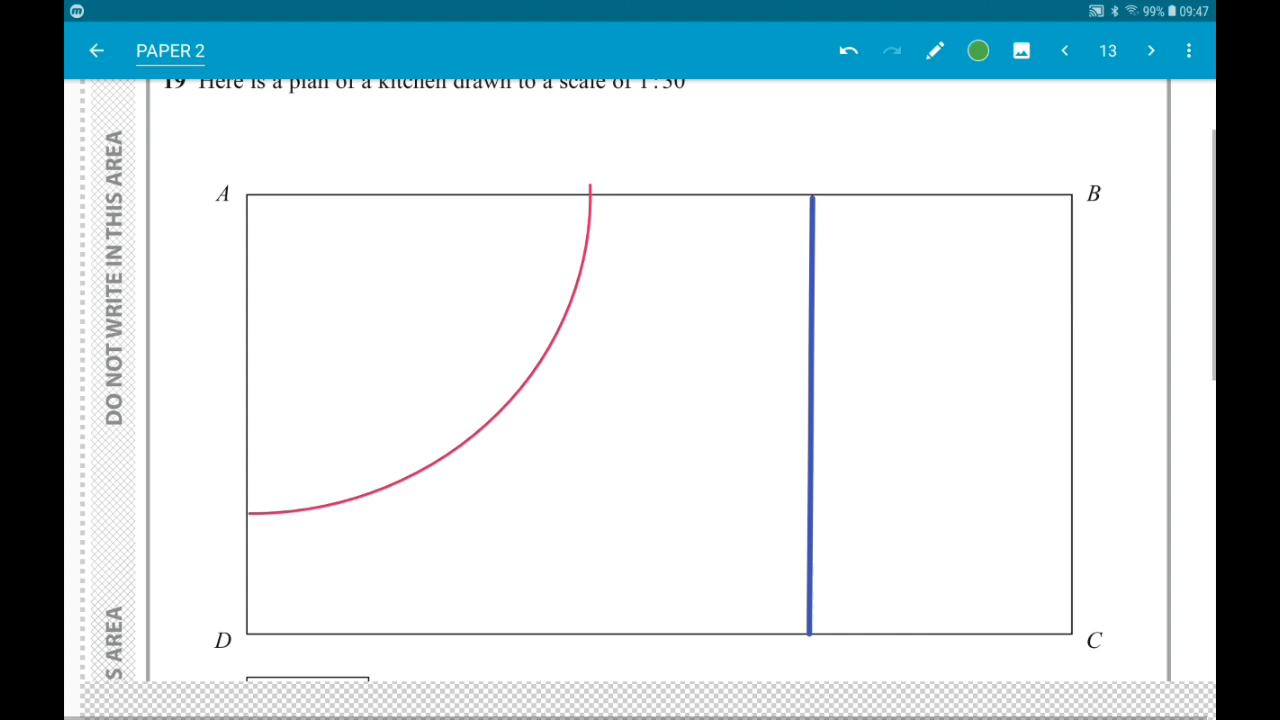 99% 09:47
PAPER 2
13
19 Here is a plan of a kitchen drawn to a scale of 1 : 30
A
B
DO NOT WRITE IN THIS AREA
D
C
S AREA